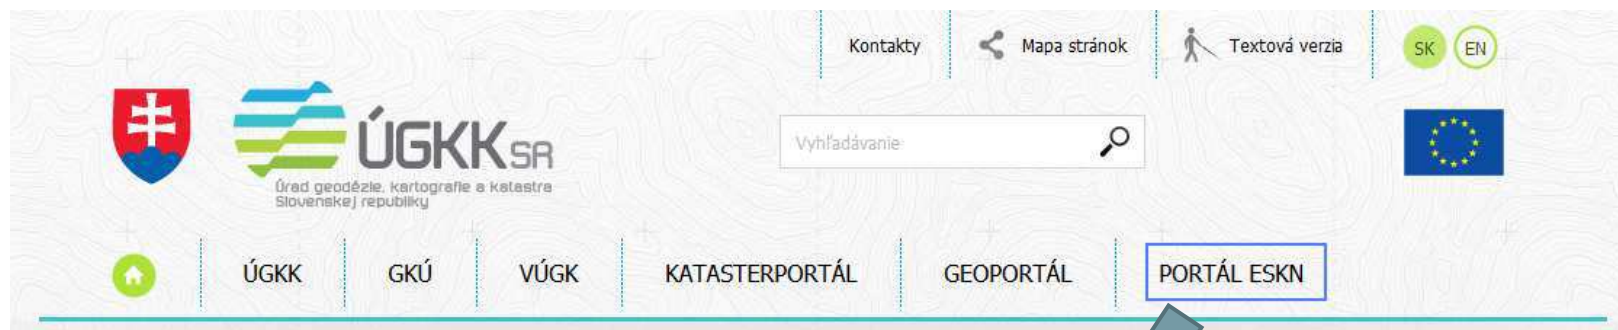 Kontakty
Mapa stránok
Textová verzia
SK
EN
ÚGKK SR
Úrad geodézie, kartografie a katastra
Slovenskej republiky
Vyhľadávanie
ÚGKK
GKÚ
VÚGK
KATASTERPORTÁL
GEOPORTÁL
PORTÁL ESKN